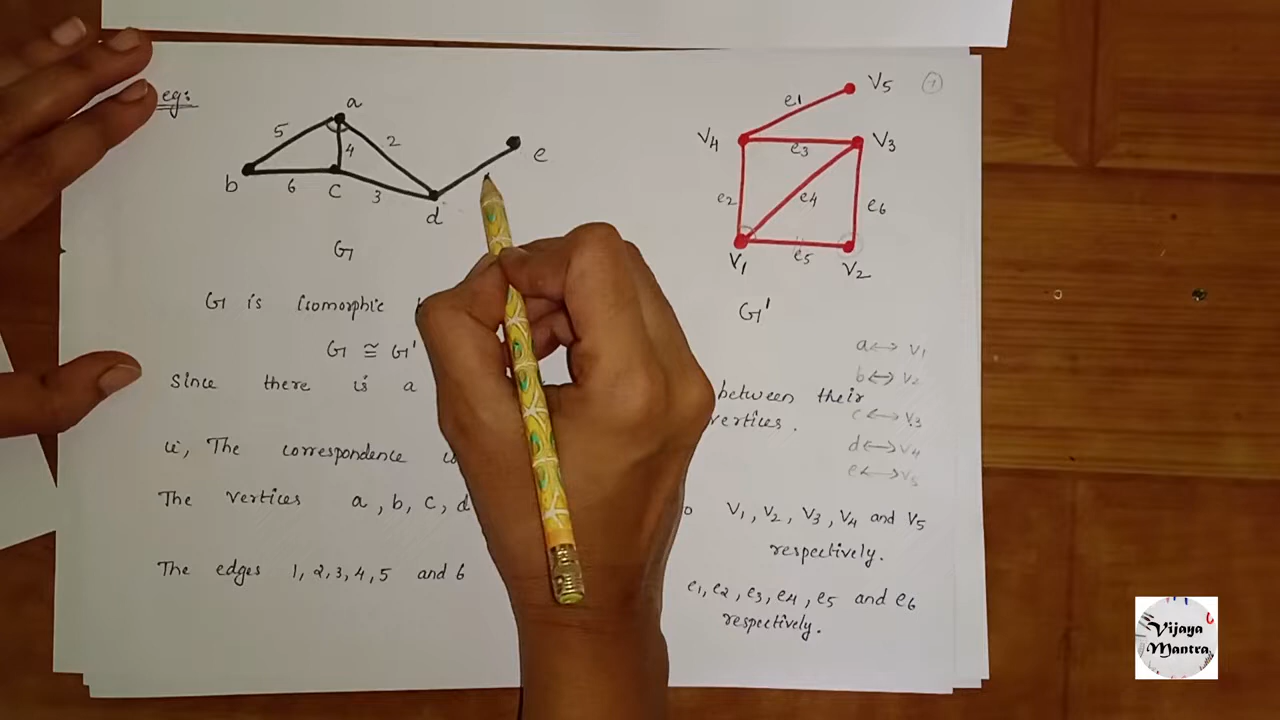 eg:
a
5
2
4
b
6
c
3
d
e
G
V5
e1
V4
e3
V3
e2
e4
e6
V1
e5
V2
G'
1
G is isomorphic
G ≅ G'
Since there is a between their
vertices.
ie, The correspondence
The vertices a, b, c, d V1, V2, V3, V4 and V5
respectively.
The edges 1, 2, 3, 4, 5 and 6 e1, e2, e3, e4, e5 and e6
respectively.
a ↔ V1
b ↔ V2
c ↔ V3
d ↔ V4
e ↔ V5
Vijaya
Mantra